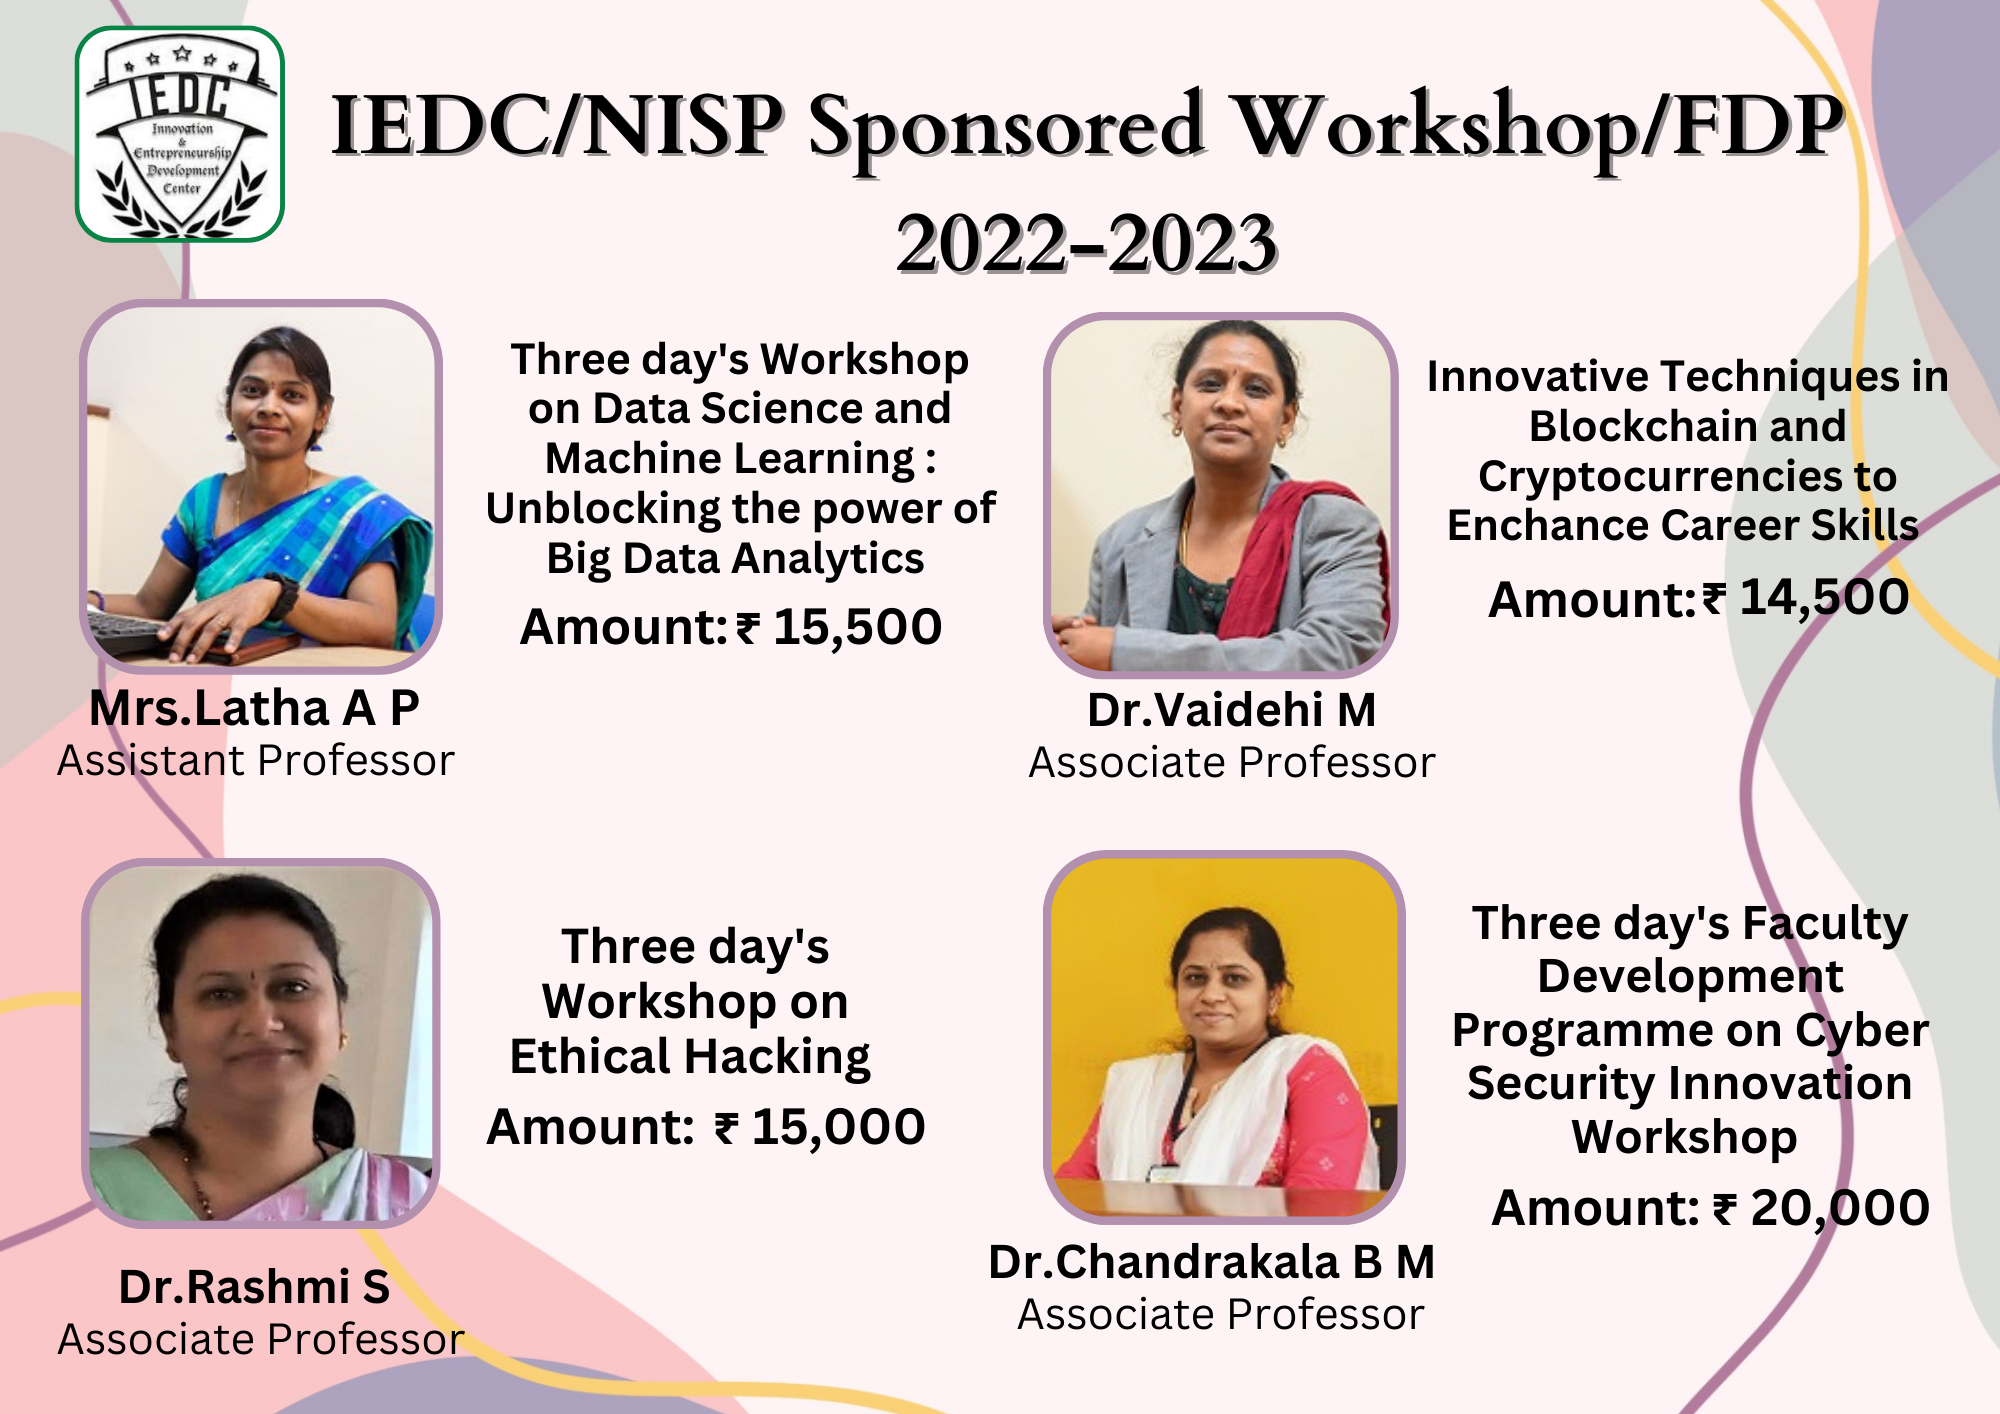 IEDC
Innovation
&
Entrepreneurship
Development
Center
IEDC/NISP Sponsored Workshop/FDP
2022-2023
Three day's Workshop
on Data Science and
Machine Learning :
Unblocking the power of
Big Data Analytics
Amount:₹ 15,500
Mrs.Latha A P
Assistant Professor
Innovative Techniques in
Blockchain and
Cryptocurrencies to
Enchance Career Skills
Amount:₹ 14,500
Dr.Vaidehi M
Associate Professor
Three day's
Workshop on
Ethical Hacking
Amount: ₹ 15,000
Dr.Rashmi S
Associate Professor
Three day's Faculty
Development
Programme on Cyber
Security Innovation
Workshop
Amount: ₹ 20,000
Dr.Chandrakala B M
Associate Professor